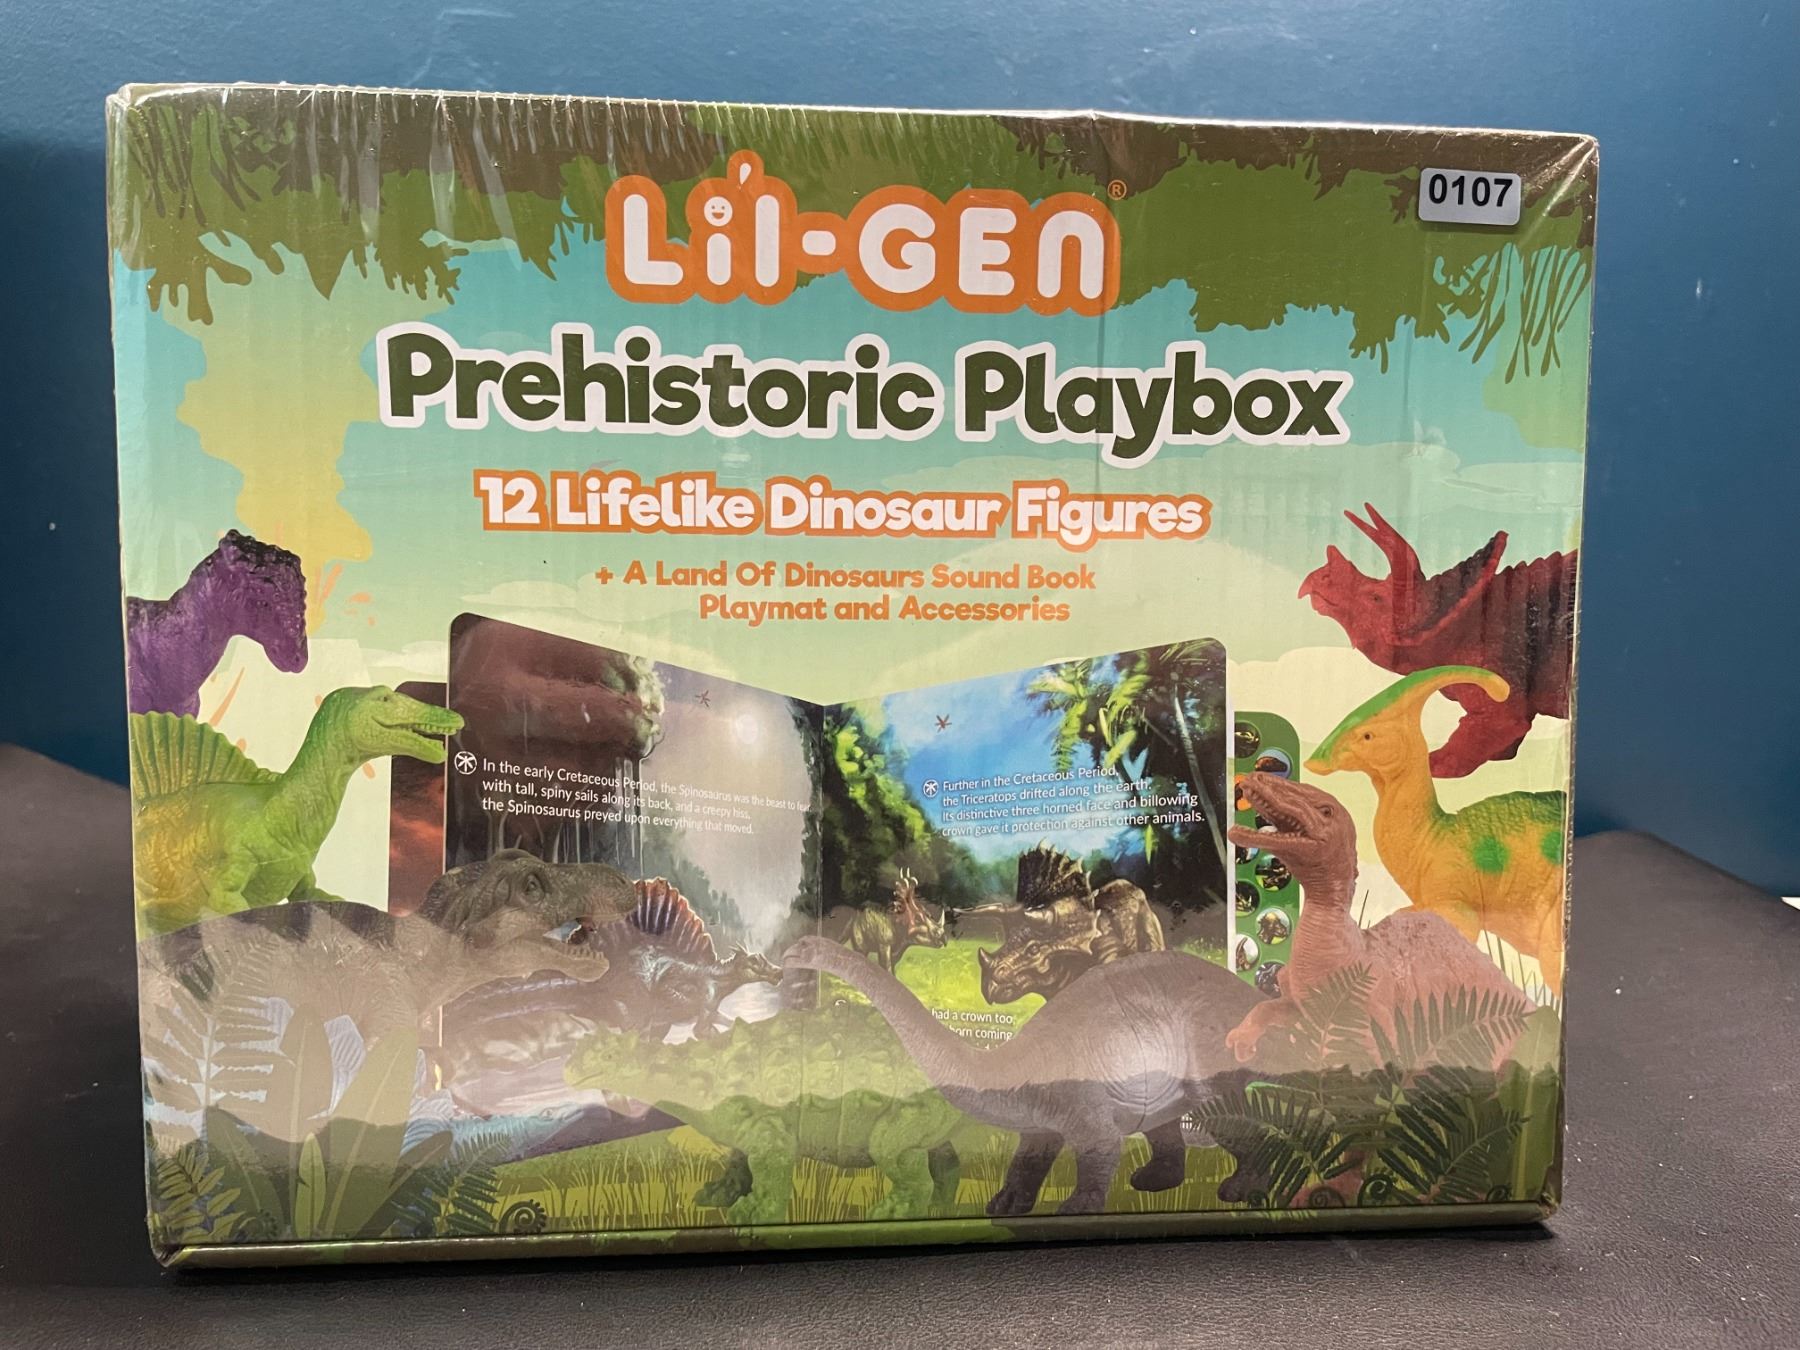 0107
Li'l-Gen®
Prehistoric Playbox
12 Lifelike Dinosaur Figures
+ A Land Of Dinosaurs Sound Book
Playmat and Accessories
In the early Cretaceous Period, the Spinosaurus was the beast to fear,
with tall, spiny sails along its back, and a creepy hiss,
the Spinosaurus preyed upon everything that moved.
Further in the Cretaceous Period,
the Triceratops drifted along the earth.
Its distinctive three horned face and billowing
crown gave it protection against other animals.
had a crown too,
horn coming